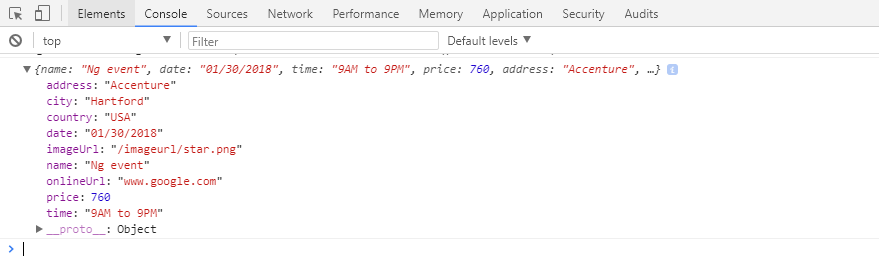 Elements Console Sources Network Performance Memory Application Security Audits
top Filter Default levels
{name: "Ng event", date: "01/30/2018", time: "9AM to 9PM", price: 760, address: "Accenture", …}
address: "Accenture"
city: "Hartford"
country: "USA"
date: "01/30/2018"
imageUrl: "/imageurl/star.png"
name: "Ng event"
onlineUrl: "www.google.com"
price: 760
time: "9AM to 9PM"
__proto__: Object